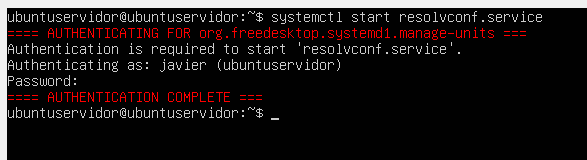 ubuntuservidor@ubuntuservidor:~$ systemctl start resolvconf.service
==== AUTHENTICATING FOR org.freedesktop.systemd1.manage-units ===
Authentication is required to start 'resolvconf.service'.
Authenticating as: javier (ubuntuservidor)
Password:
==== AUTHENTICATION COMPLETE ===
ubuntuservidor@ubuntuservidor:~$ _